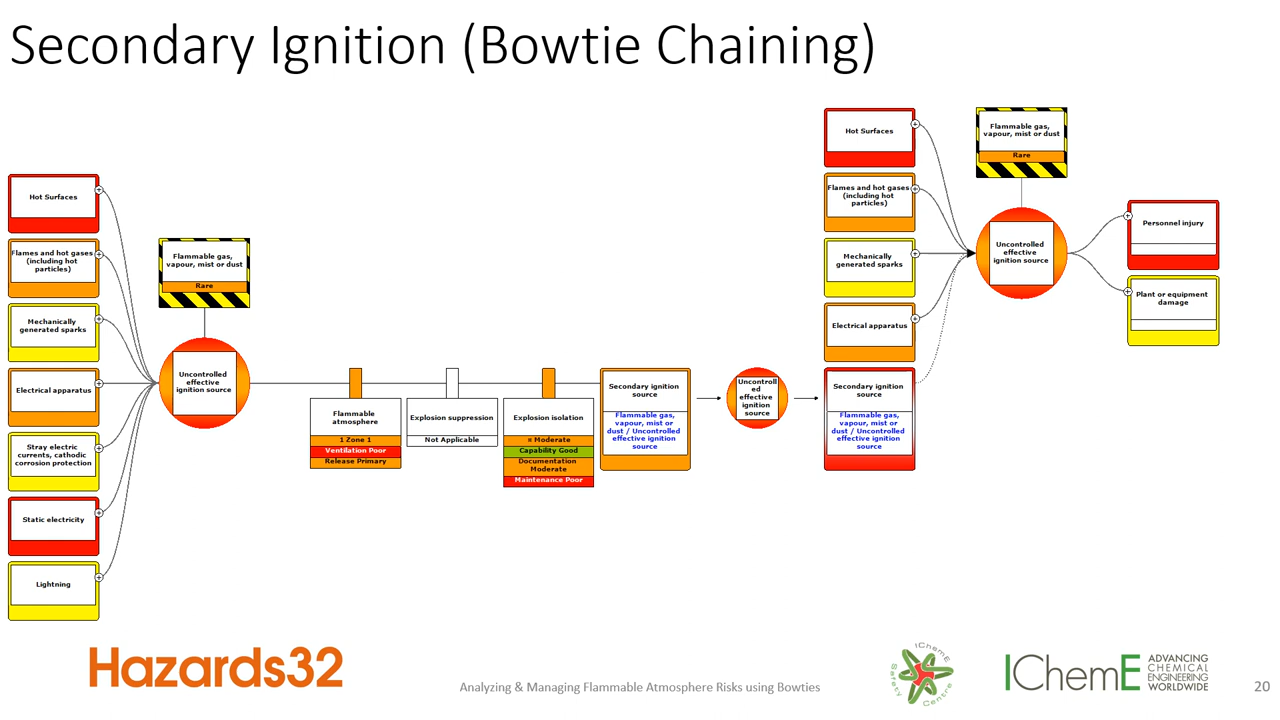 Secondary Ignition (Bowtie Chaining)
Hot Surfaces
Flames and hot gases
(including hot
particles)
Mechanically
generated sparks
Electrical apparatus
Stray electric
currents, cathodic
corrosion protection
Static electricity
Lightning
Flammable gas,
vapour, mist or dust
Rare
Uncontrolled
effective
ignition source
Flammable
atmosphere
1 Zone 1
Ventilation Poor
Release Primary
Explosion suppression
Not Applicable
Explosion isolation
¤ Moderate
Capability Good
Documentation
Moderate
Maintenance Poor
Secondary ignition
source
Flammable gas,
vapour, mist or
dust / Uncontrolled
effective ignition
source
Uncontroll
ed
effective
ignition
source
Hot Surfaces
Flames and hot gases
(including hot
particles)
Mechanically
generated sparks
Electrical apparatus
Secondary ignition
source
Flammable gas,
vapour, mist or
dust / Uncontrolled
effective ignition
source
Flammable gas,
vapour, mist or dust
Rare
Uncontrolled
effective
ignition source
Personnel injury
Plant or equipment
damage
Hazards32
Analyzing & Managing Flammable Atmosphere Risks using Bowties
IChemE
Safety
Centre
IChemE
ADVANCING
CHEMICAL
ENGINEERING
WORLDWIDE
20